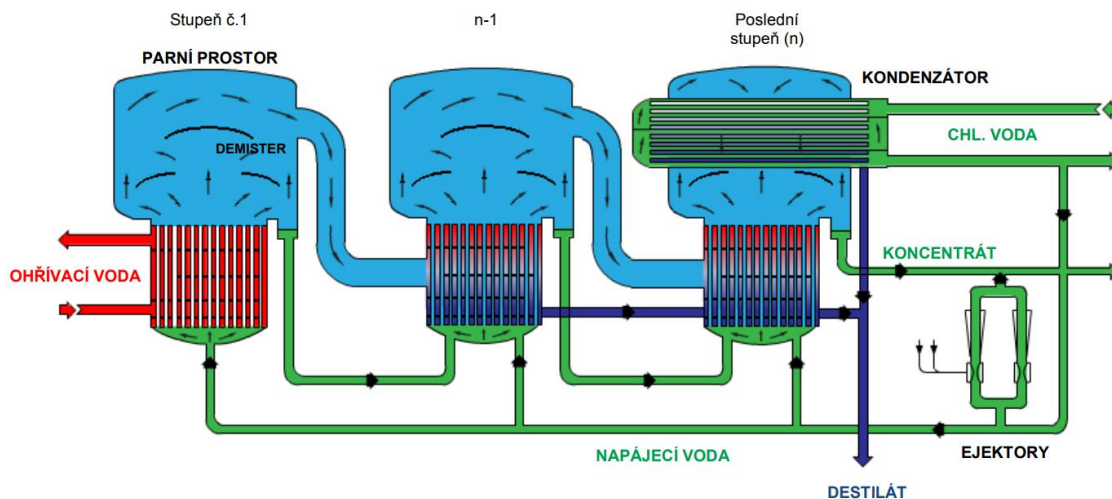 Stupeň č.1
n-1
Poslední
stupeň (n)
PARNÍ PROSTOR
KONDENZÁTOR
CHL. VODA
DEMISTER
KONCENTRÁT
OHŘÍVACÍ VODA
NAPÁJECÍ VODA
EJEKTORY
DESTILÁT